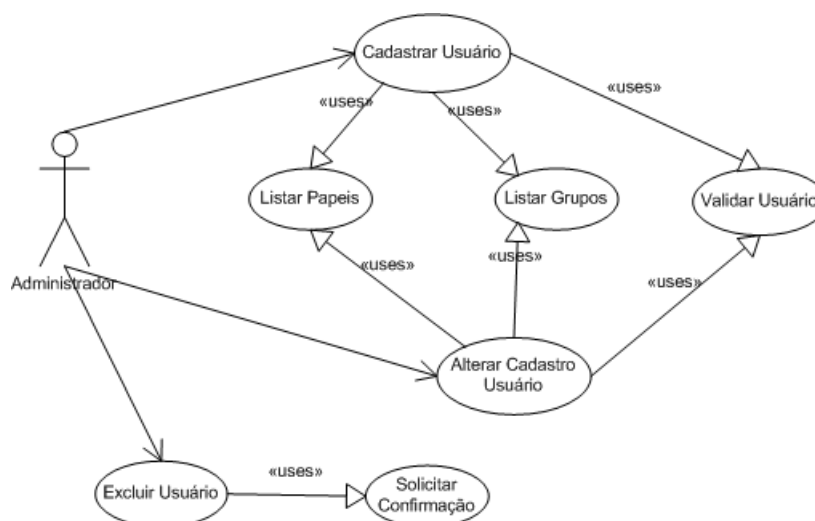 Cadastrar Usuário
«uses»
«uses»
«uses»
Listar Papeis
Listar Grupos
Validar Usuário
Administrador
«uses»
«uses»
«uses»
Alterar Cadastro
Usuário
Excluir Usuário
«uses»
Solicitar
Confirmação